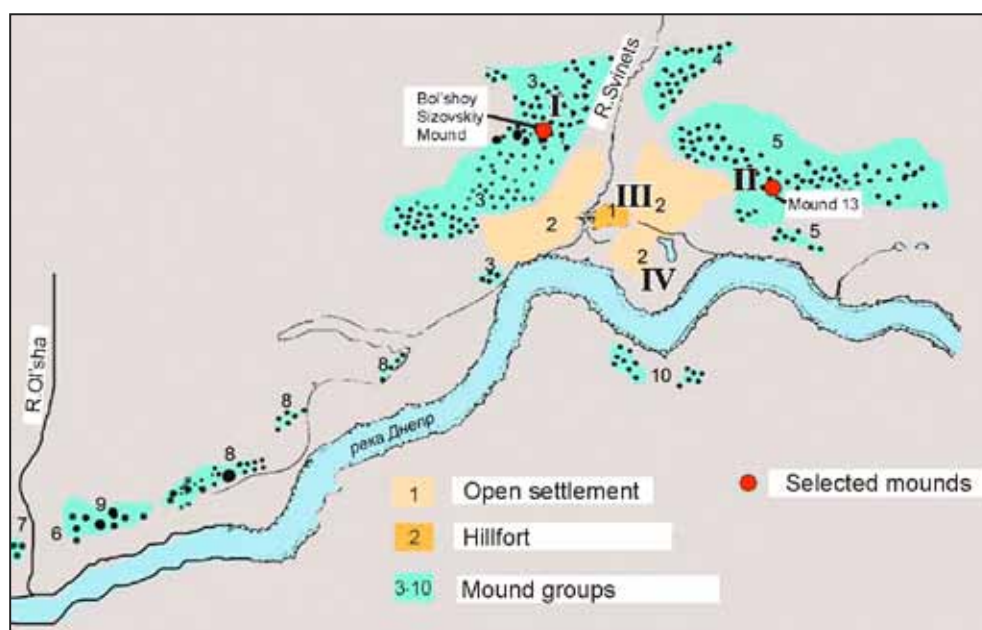 3
4
R.Svinets
Bol'shoy
Sizovskiy
Mound
I
5
3
II
III
2
1
2
Mound 13
5
2
IV
3
8
10
R.Ol'sha
8
река Днепр
8
9
7
6
1 Open settlement
2 Hillfort
3-10 Mound groups
Selected mounds